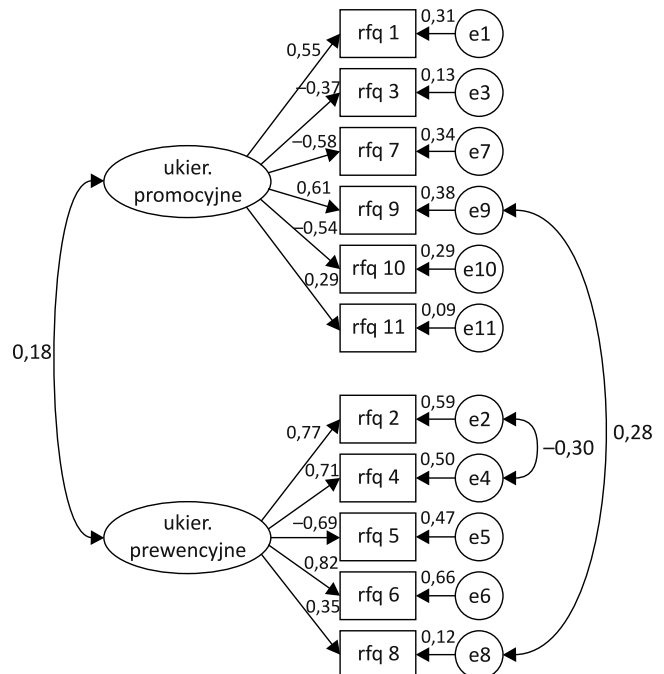 0,31
0,55
rfq 1
e1
0,13
–0,37
rfq 3
e3
0,34
–0,58
rfq 7
e7
ukier.
promocyjne
0,38
0,61
rfq 9
e9
–0,54
0,29
rfq 10
e10
0,29
0,09
rfq 11
e11
0,18
0,59
0,77
rfq 2
e2
–0,30
0,28
0,50
0,71
rfq 4
e4
0,47
–0,69
rfq 5
e5
ukier.
prewencyjne
0,82
0,66
rfq 6
e6
0,35
0,12
rfq 8
e8